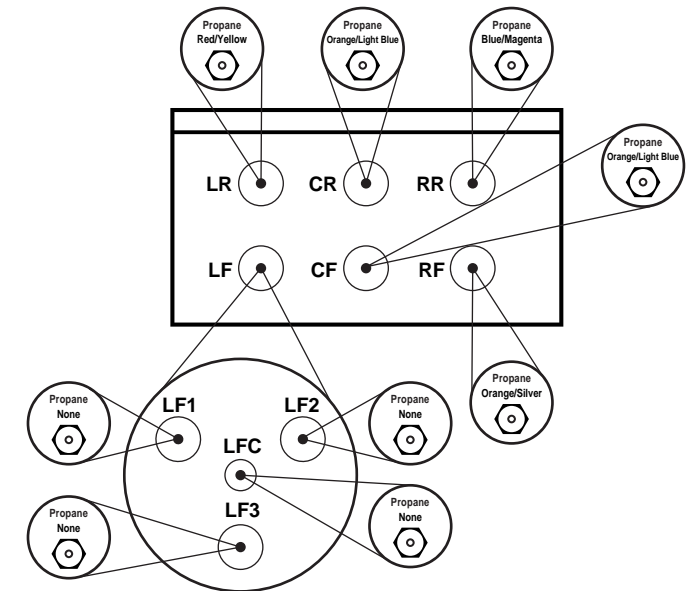 Propane
Red/Yellow
Propane
Orange/Light Blue
Propane
Blue/Magenta
Propane
Orange/Light Blue
LR
CR
RR
LF
CF
RF
Propane
Orange/Silver
Propane
None
LF1
LF2
Propane
None
LFC
LF3
Propane
None
Propane
None